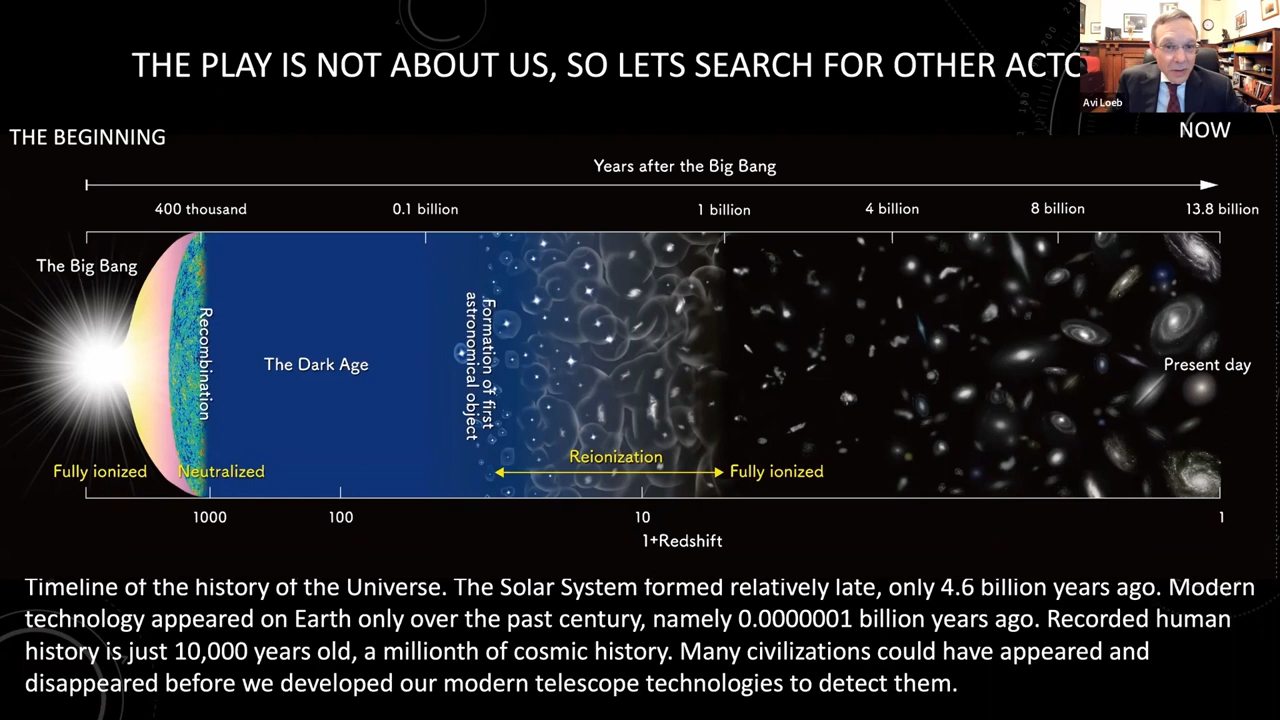 THE PLAY IS NOT ABOUT US, SO LETS SEARCH FOR OTHER ACTO
Avi Loeb
THE BEGINNING
NOW
Years after the Big Bang
400 thousand 0.1 billion 1 billion 4 billion 8 billion 13.8 billion
The Big Bang
Recombination
The Dark Age
Formation of first
astronomical object
Present day
Fully ionized
Neutralized
Reionization
Fully ionized
1000 100 10 1
1+Redshift
Timeline of the history of the Universe. The Solar System formed relatively late, only 4.6 billion years ago. Modern
technology appeared on Earth only over the past century, namely 0.0000001 billion years ago. Recorded human
history is just 10,000 years old, a millionth of cosmic history. Many civilizations could have appeared and
disappeared before we developed our modern telescope technologies to detect them.